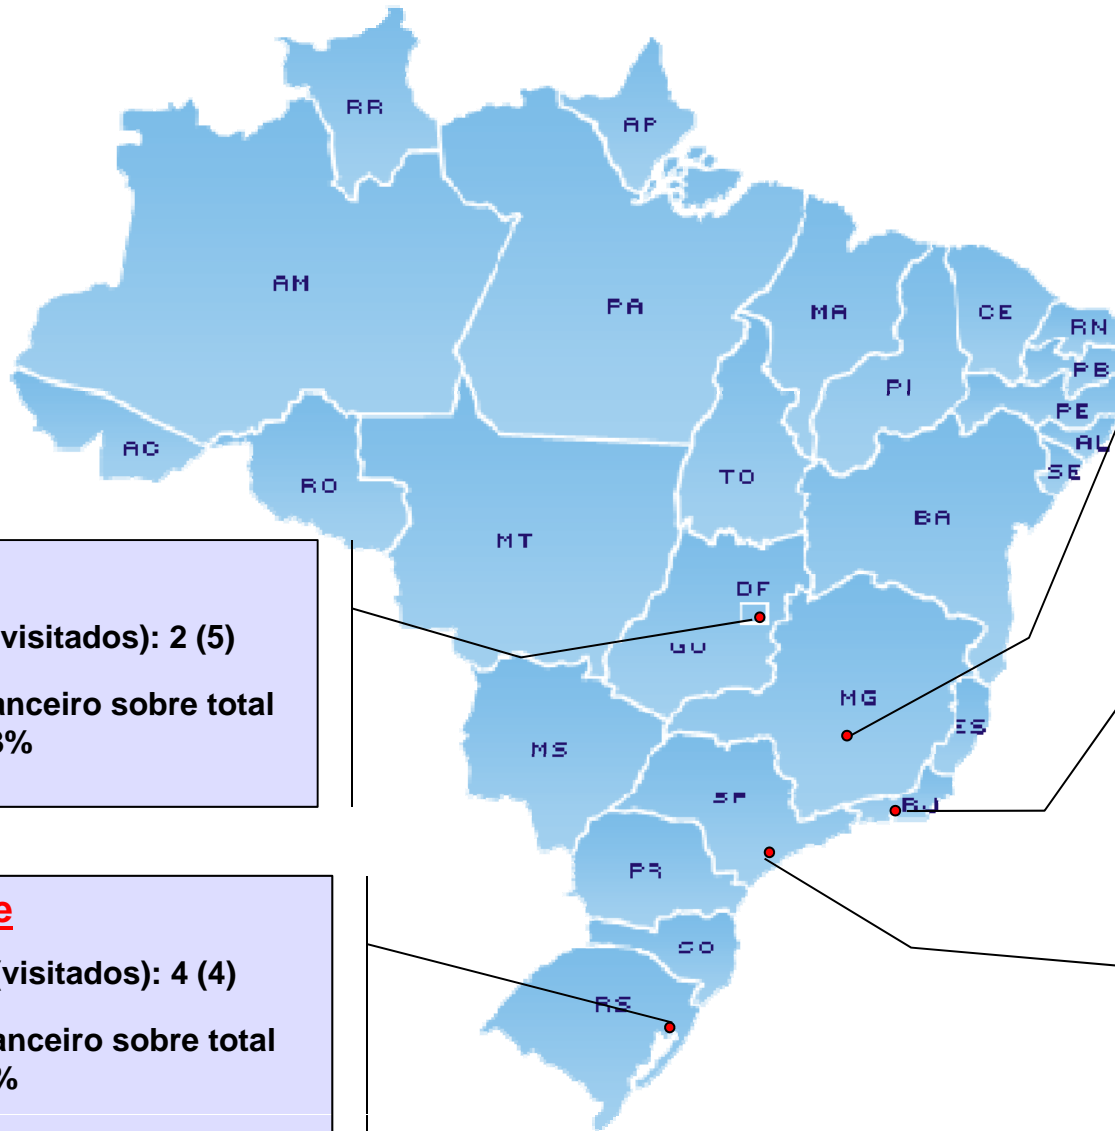 RR
AP
AM
PA
MA
CE
RN
PB
PI
PE
AL
AC
SE
TO
RO
BA
MT
DF
GO
MG
ES
MS
SP
RJ
PR
SC
RS
visitados): 2 (5)
anceiro sobre total
3%
e
(visitados): 4 (4)
anceiro sobre total
%